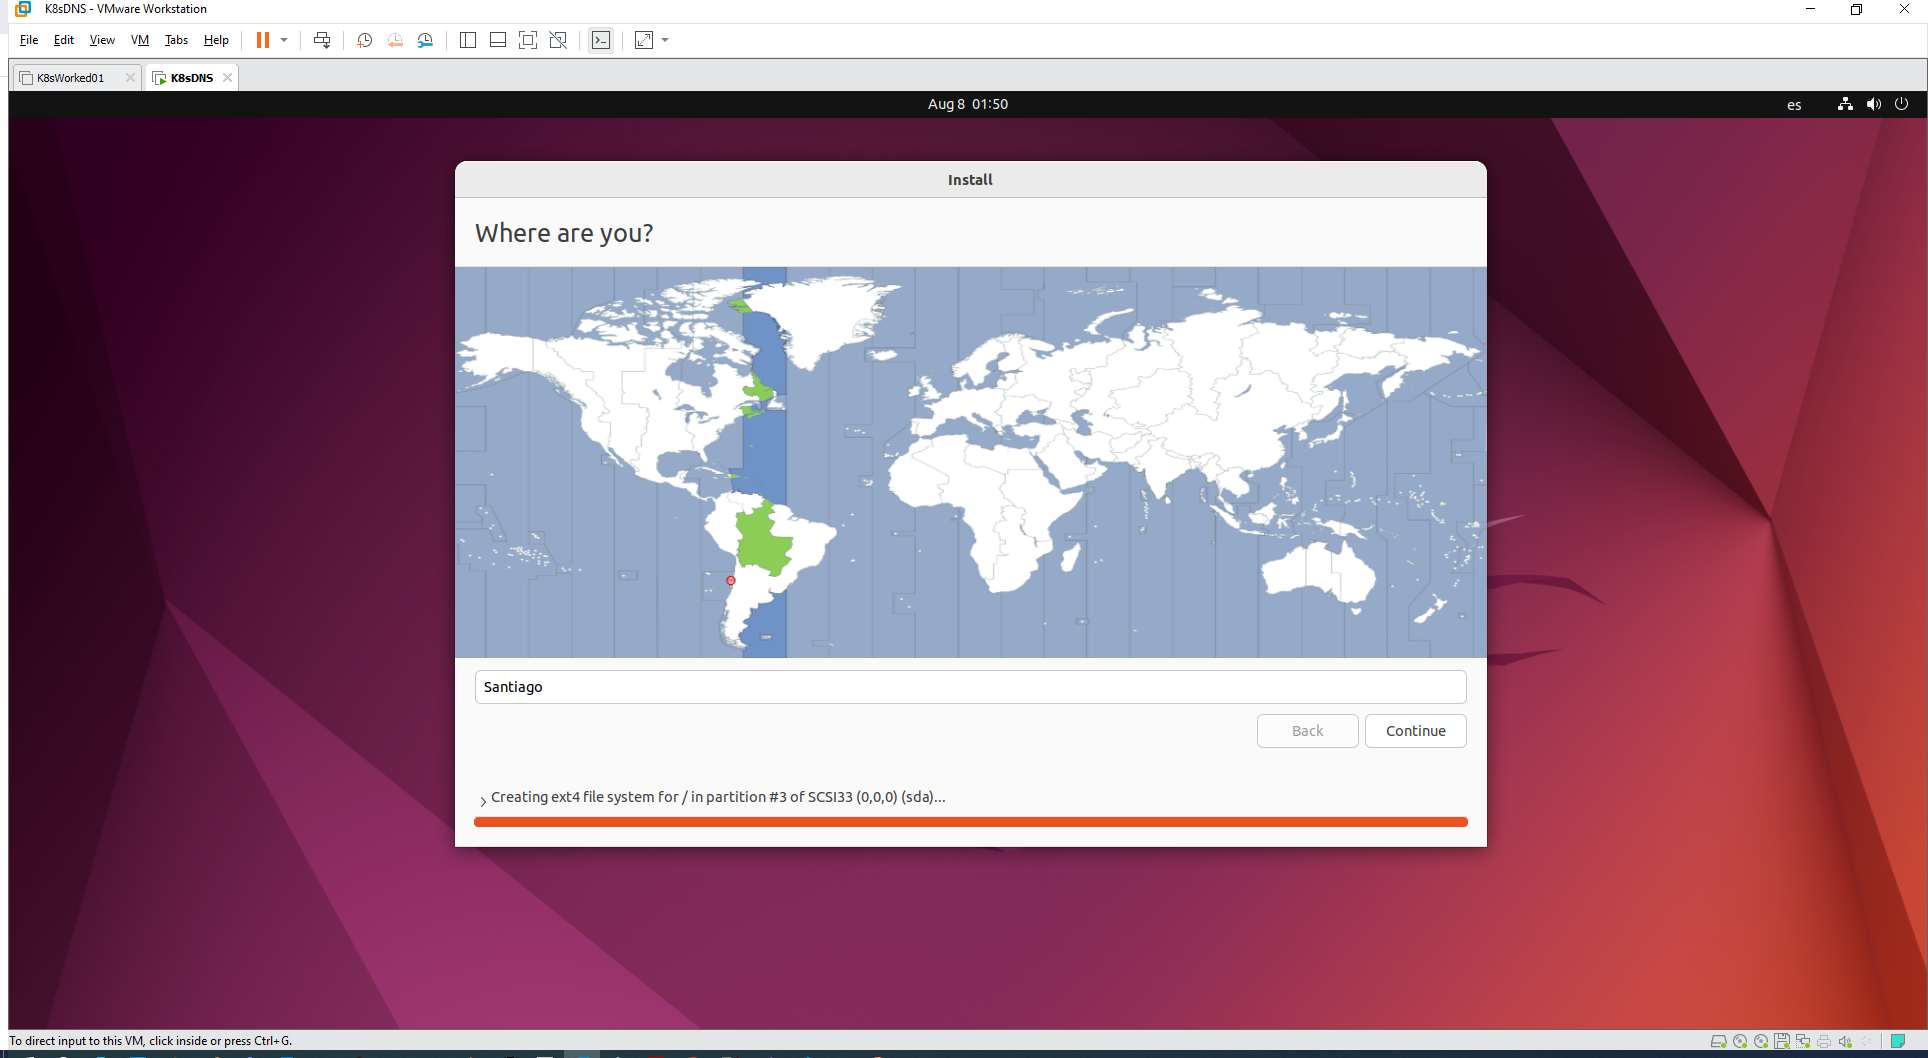 K8sDNS - VMware Workstation
File Edit View VM Tabs Help
K8sWorked01 K8sDNS
Aug 8 01:50 es
Install
Where are you?
Santiago
Back Continue
Creating ext4 file system for / in partition #3 of SCSI33 (0,0,0) (sda)...
To direct input to this VM, click inside or press Ctrl+G.